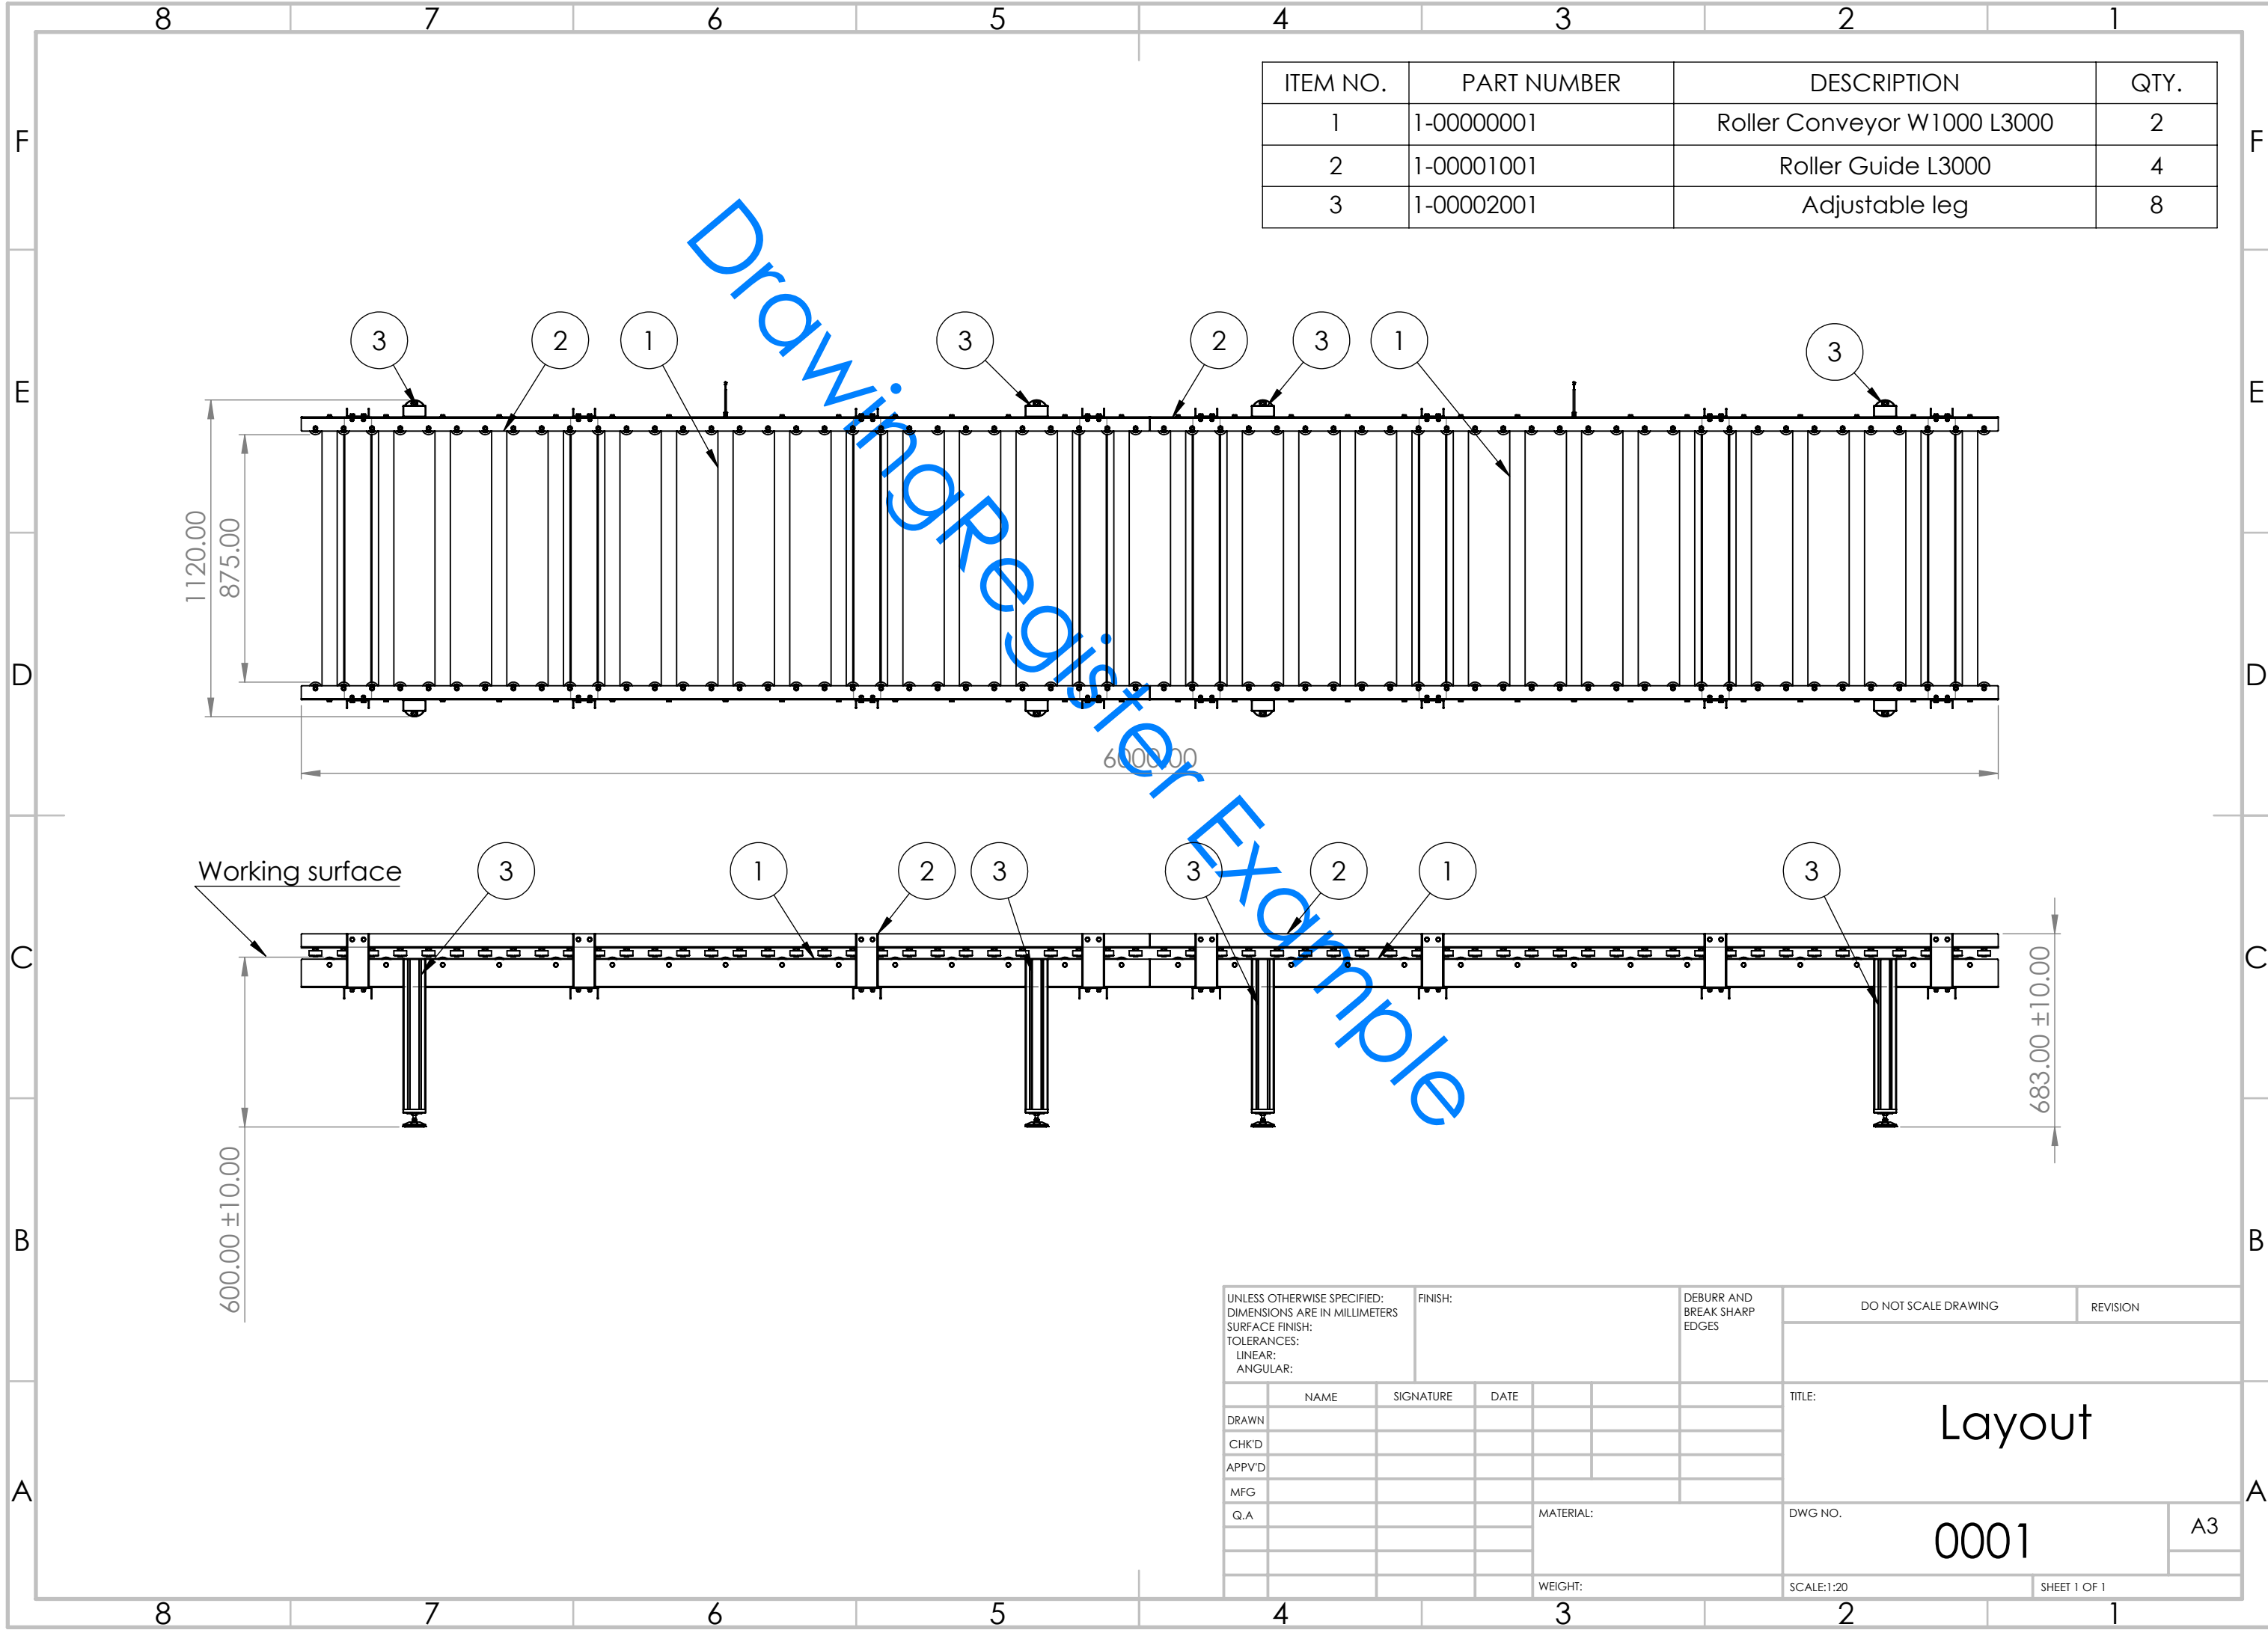 8 7 6 5 4 3 2 1
ITEM NO. PART NUMBER DESCRIPTION QTY.
1 1-00000001 Roller Conveyor W1000 L3000 2
2 1-00001001 Roller Guide L3000 4
3 1-00002001 Adjustable leg 8
F F
DrawingRegister Example
3 2 1 3 2 3 1 3
E E
1120.00
875.00
D D
6000.00
Working surface
3 1 2 3 3 2 1 3
C C
683.00 ±10.00
600.00 ±10.00
B B
UNLESS OTHERWISE SPECIFIED:
DIMENSIONS ARE IN MILLIMETERS
SURFACE FINISH:
TOLERANCES:
LINEAR:
ANGULAR:
FINISH:
DEBURR AND
BREAK SHARP
EDGES
DO NOT SCALE DRAWING
REVISION
NAME SIGNATURE DATE
DRAWN
CHK'D
APPV'D
MFG
Q.A
TITLE:
Layout
A A
MATERIAL:
DWG NO.
0001
A3
WEIGHT:
SCALE:1:20
SHEET 1 OF 1
8 7 6 5 4 3 2 1